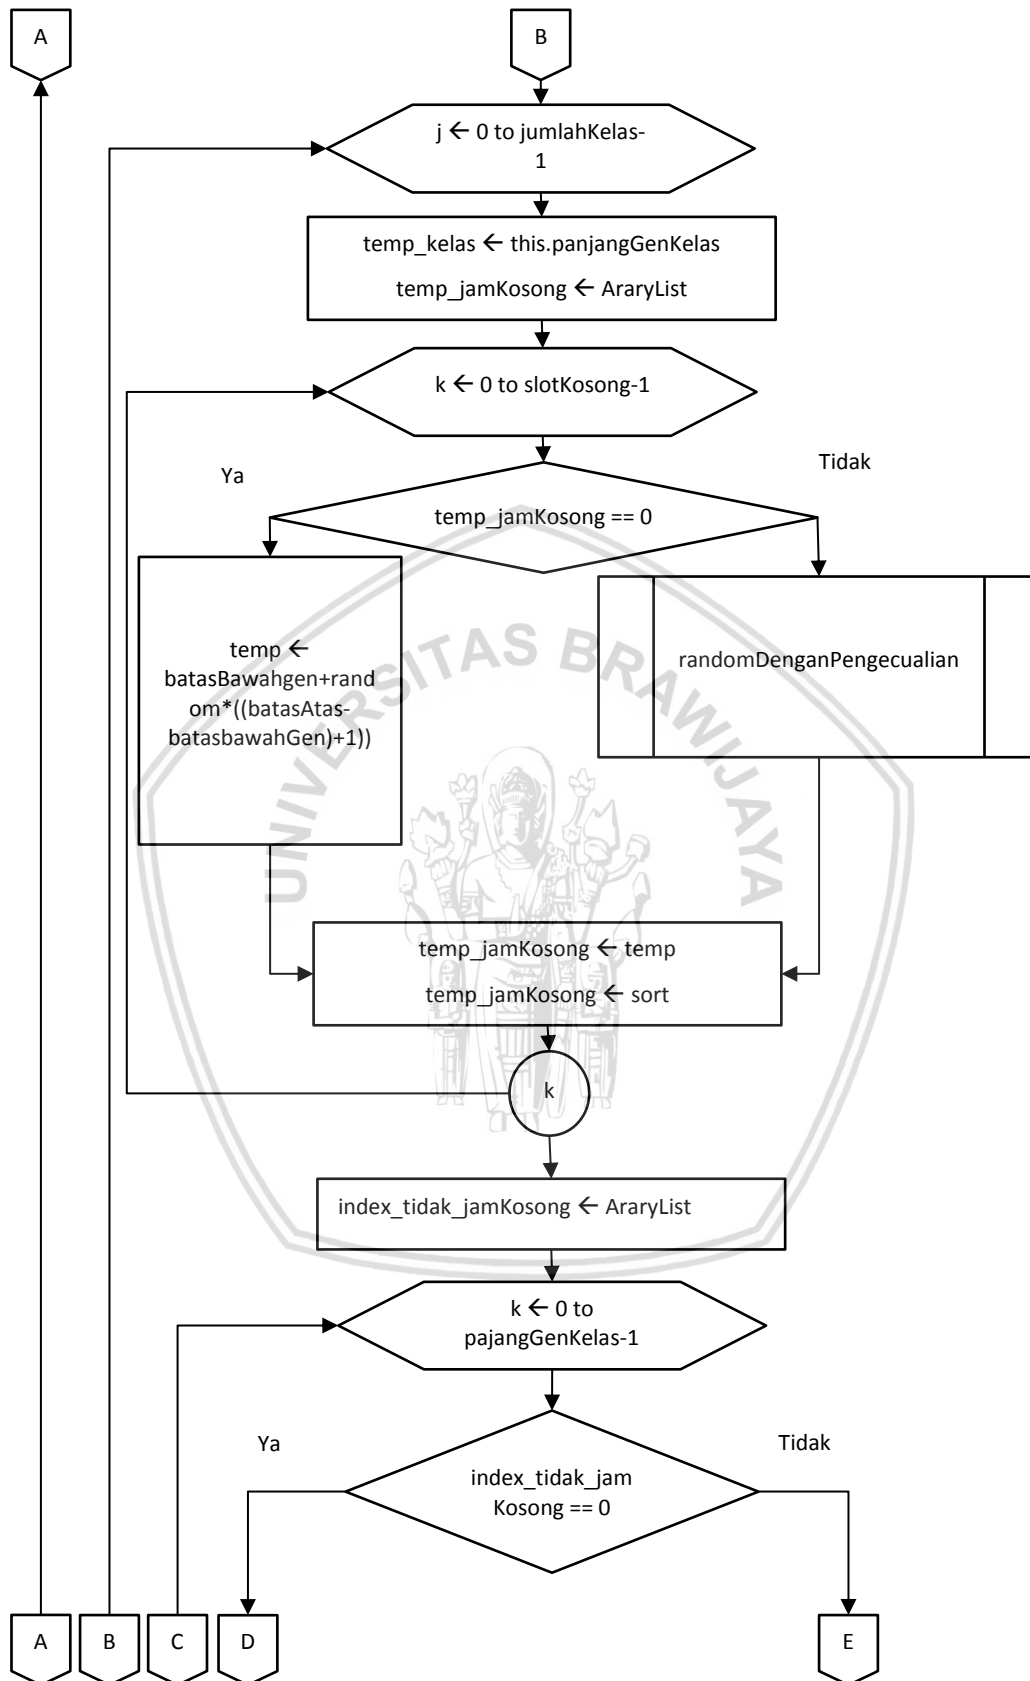 A
B
j ← 0 to jumlahKelas-
1
temp_kelas ← this.panjangGenKelas
temp_jamKosong ← AraryList
k ← 0 to slotKosong-1
Ya
Tidak
temp_jamKosong == 0
temp ←
batasBawahgen+rand
om*((batasAtas-
batasbawahGen)+1))
randomDenganPengecualian
UNIVERSITAS BRAWIJAYA
temp_jamKosong ← temp
temp_jamKosong ← sort
k
index_tidak_jamKosong ← AraryList
k ← 0 to
pajangGenKelas-1
Ya
Tidak
index_tidak_jam
Kosong == 0
A
B
C
D
E